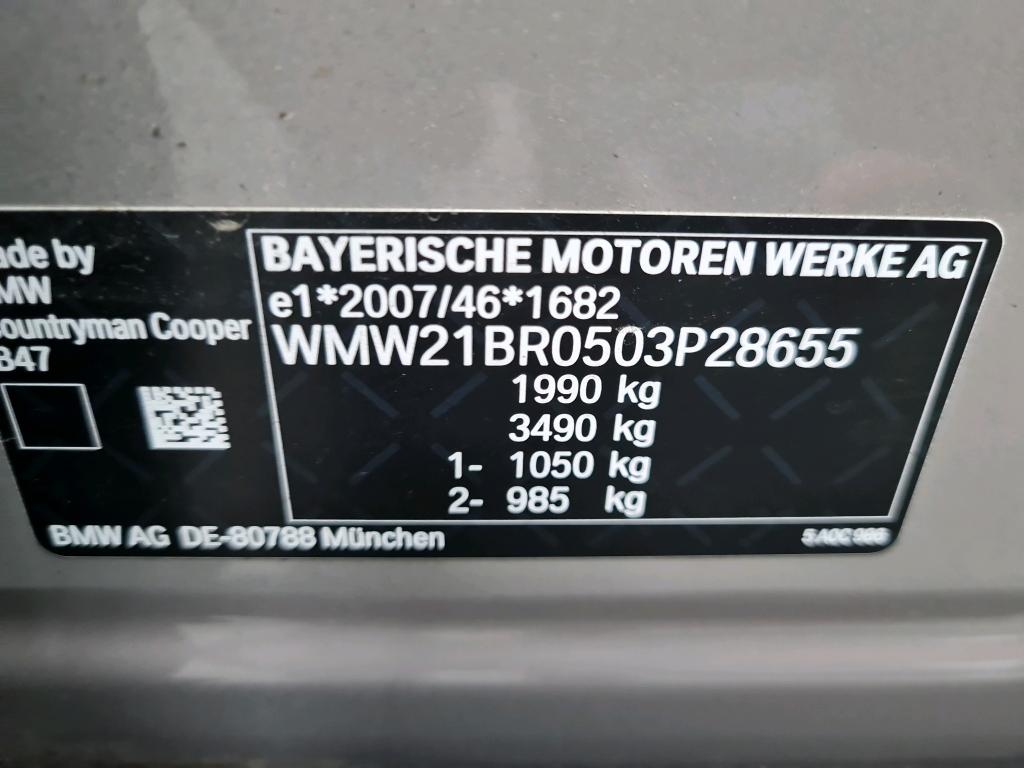 ade by
MW
ountryman Cooper
B47
BAYERISCHE MOTOREN WERKE AG
e1*2007/46*1682
WMW21BR0503P28655
1990 kg
3490 kg
1- 1050 kg
2- 985 kg
BMW AG DE-80788 München